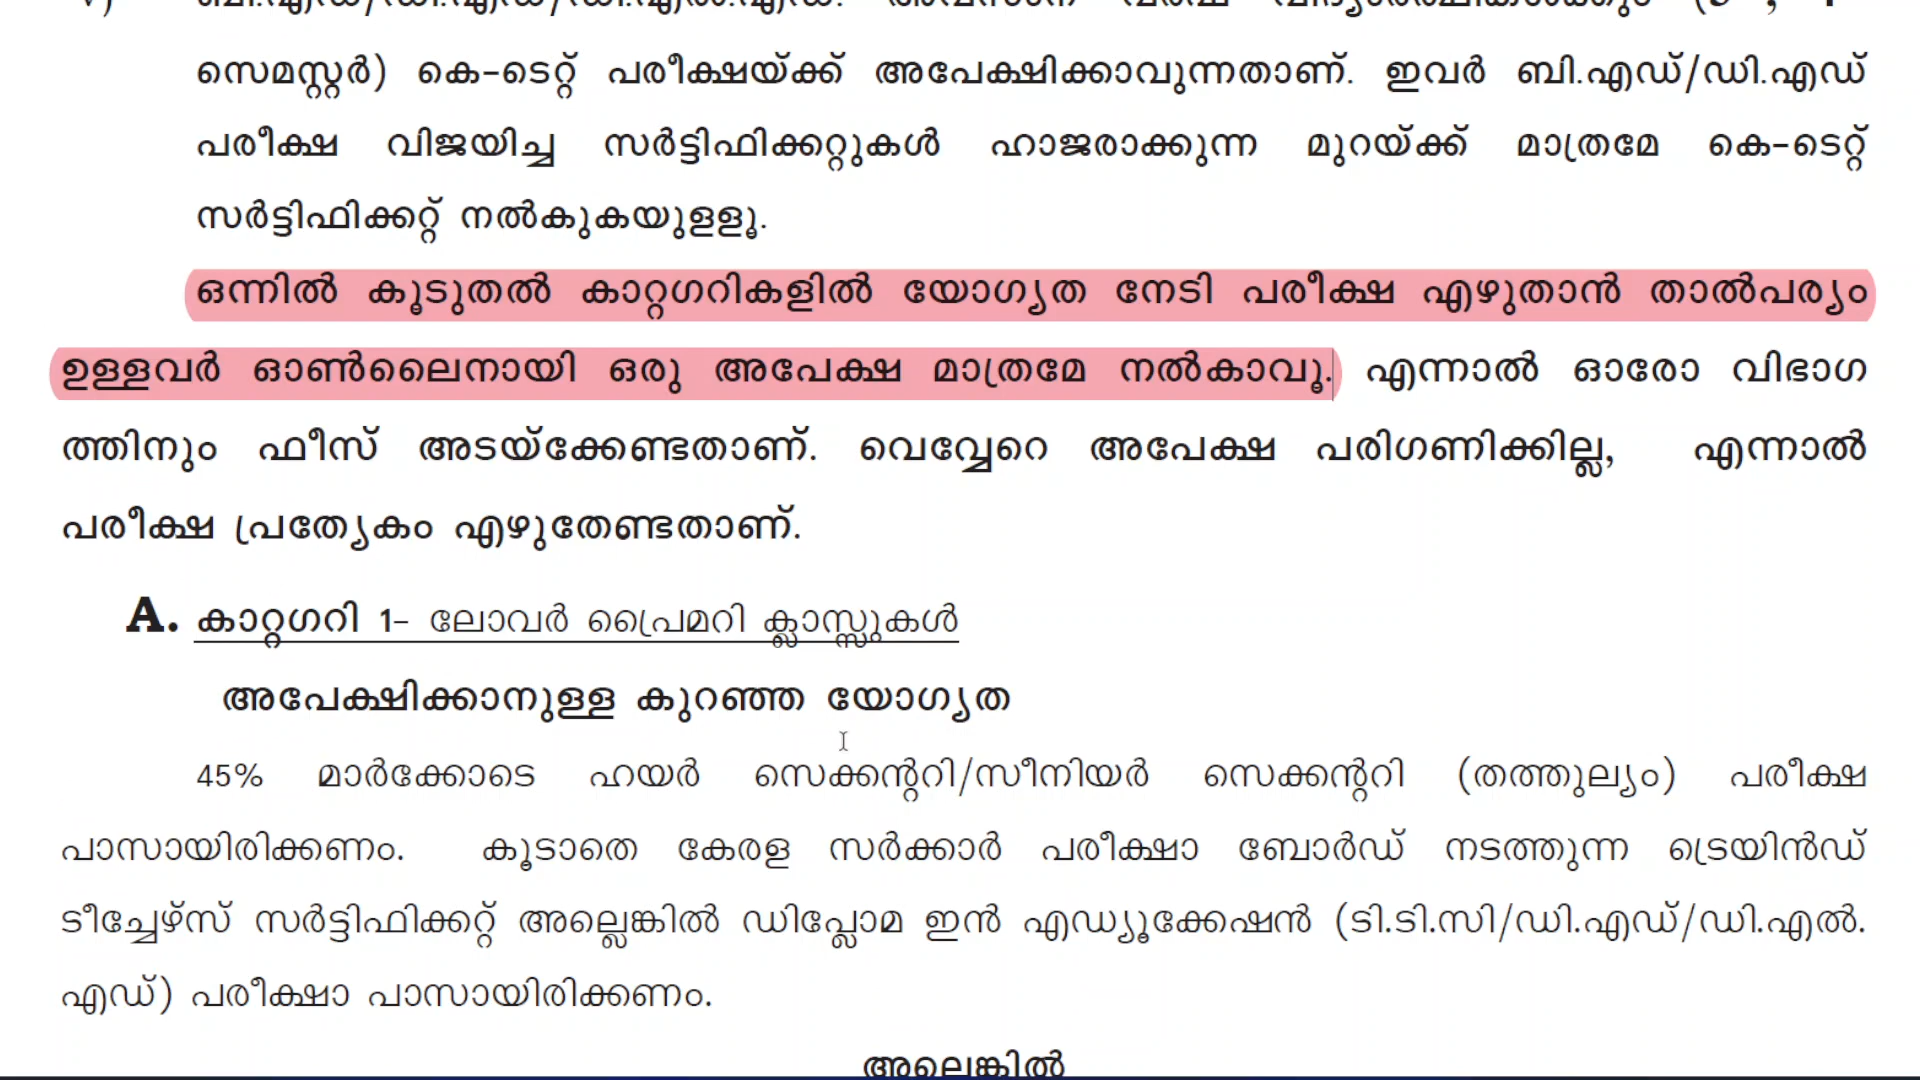 സെമസ്റ്റർ) കെ-ടെറ്റ് പരീക്ഷയ്ക്ക് അപേക്ഷിക്കാവുന്നതാണ്. ഇവർ ബി.എഡ്/ഡി.എഡ്
പരീക്ഷ വിജയിച്ച സർട്ടിഫിക്കറ്റുകൾ ഹാജരാക്കുന്ന മുറയ്ക്ക് മാത്രമേ കെ-ടെറ്റ്
സർട്ടിഫിക്കറ്റ് നൽകുകയുളളൂ.
ഒന്നിൽ കൂടുതൽ കാറ്റഗറികളിൽ യോഗ്യത നേടി പരീക്ഷ എഴുതാൻ താൽപര്യം
ഉള്ളവർ ഓൺലൈനായി ഒരു അപേക്ഷ മാത്രമേ നൽകാവൂ. എന്നാൽ ഓരോ വിഭാഗ
ത്തിനും ഫീസ് അടയ്ക്കേണ്ടതാണ്. വെവ്വേറെ അപേക്ഷ പരിഗണിക്കില്ല, എന്നാൽ
പരീക്ഷ പ്രത്യേകം എഴുതേണ്ടതാണ്.
A. കാറ്റഗറി 1- ലോവർ പ്രൈമറി ക്ലാസ്സുകൾ
അപേക്ഷിക്കാനുള്ള കുറഞ്ഞ യോഗ്യത
45% മാർക്കോടെ ഹയർ സെക്കന്ററി/സീനിയർ സെക്കന്ററി (തത്തുല്യം) പരീക്ഷ
പാസായിരിക്കണം. കൂടാതെ കേരള സർക്കാർ പരീക്ഷാ ബോർഡ് നടത്തുന്ന ട്രെയിൻഡ്
ടീച്ചേഴ്സ് സർട്ടിഫിക്കറ്റ് അല്ലെങ്കിൽ ഡിപ്ലോമ ഇൻ എഡ്യൂക്കേഷൻ (ടി.ടി.സി/ഡി.എഡ്/ഡി.എൽ.
എഡ്) പരീക്ഷാ പാസായിരിക്കണം.
അലെങ്കിൽ